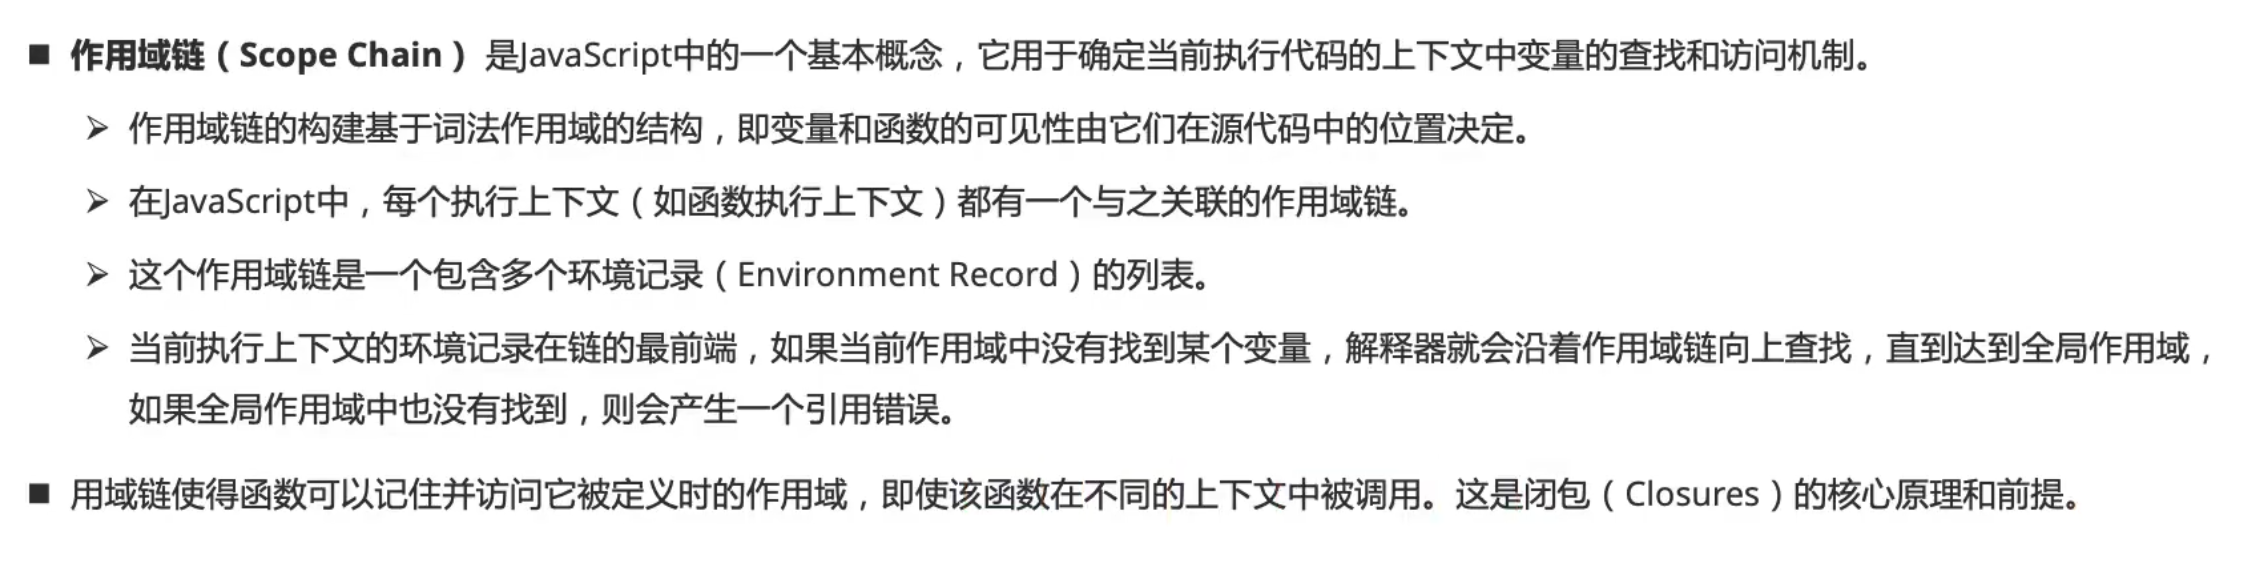 ■ 作用域链（Scope Chain）是JavaScript中的一个基本概念，它用于确定当前执行代码的上下文中变量的查找和访问机制。
➢ 作用域链的构建基于词法作用域的结构，即变量和函数的可见性由它们在源代码中的位置决定。
➢ 在JavaScript中，每个执行上下文（如函数执行上下文）都有一个与之关联的作用域链。
➢ 这个作用域链是一个包含多个环境记录（Environment Record）的列表。
➢ 当前执行上下文的环境记录在链的最前端，如果当前作用域中没有找到某个变量，解释器就会沿着作用域链向上查找，直到达到全局作用域，
如果全局作用域中也没有找到，则会产生一个引用错误。
■ 用域链使得函数可以记住并访问它被定义时的作用域，即使该函数在不同的上下文中被调用。这是闭包（Closures）的核心原理和前提。